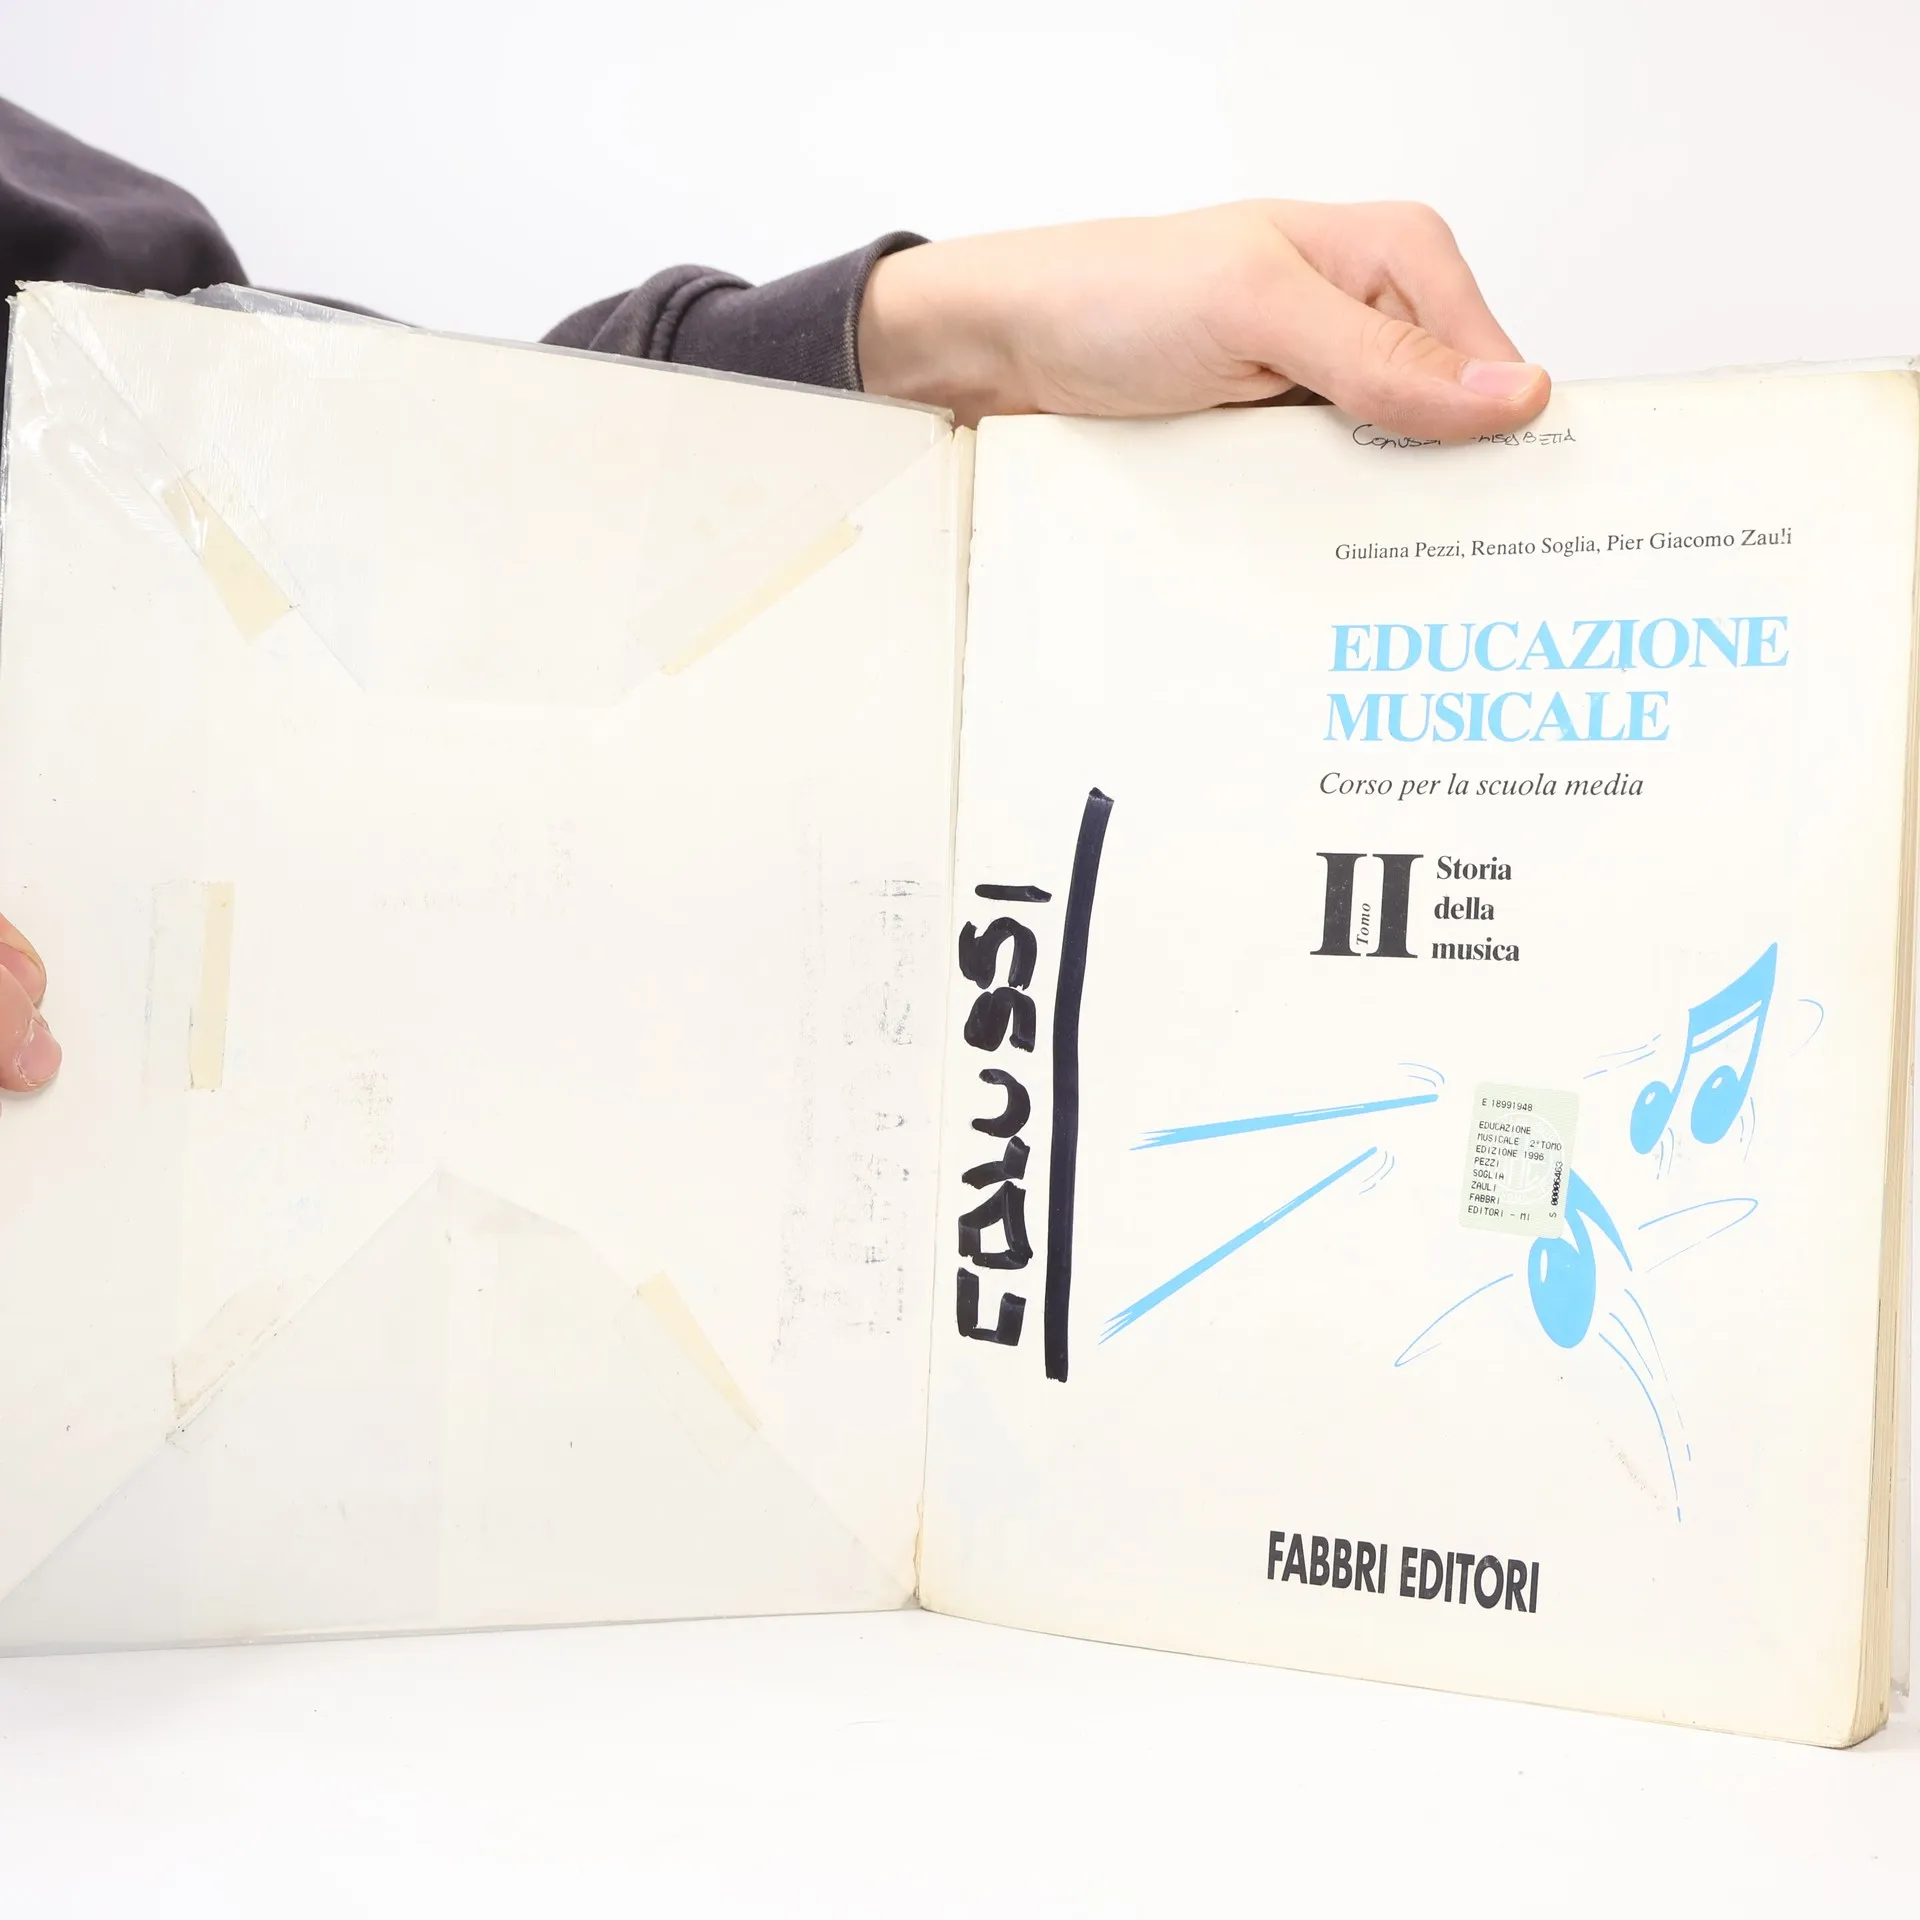 Giuliana Pezzi, Renato Soglia, Pier Giacomo Zauli
EDUCAZIONE
MUSICALE
Corso per la scuola media
II
Tomo
Storia
della
musica
E 18991948
EDUCAZIONE
MUSICALE 2°TOMO
EDIZIONE 1996
PEZZI
SOGLIA
ZAULI
FABBRI
EDITORI - MI
FABBRI EDITORI